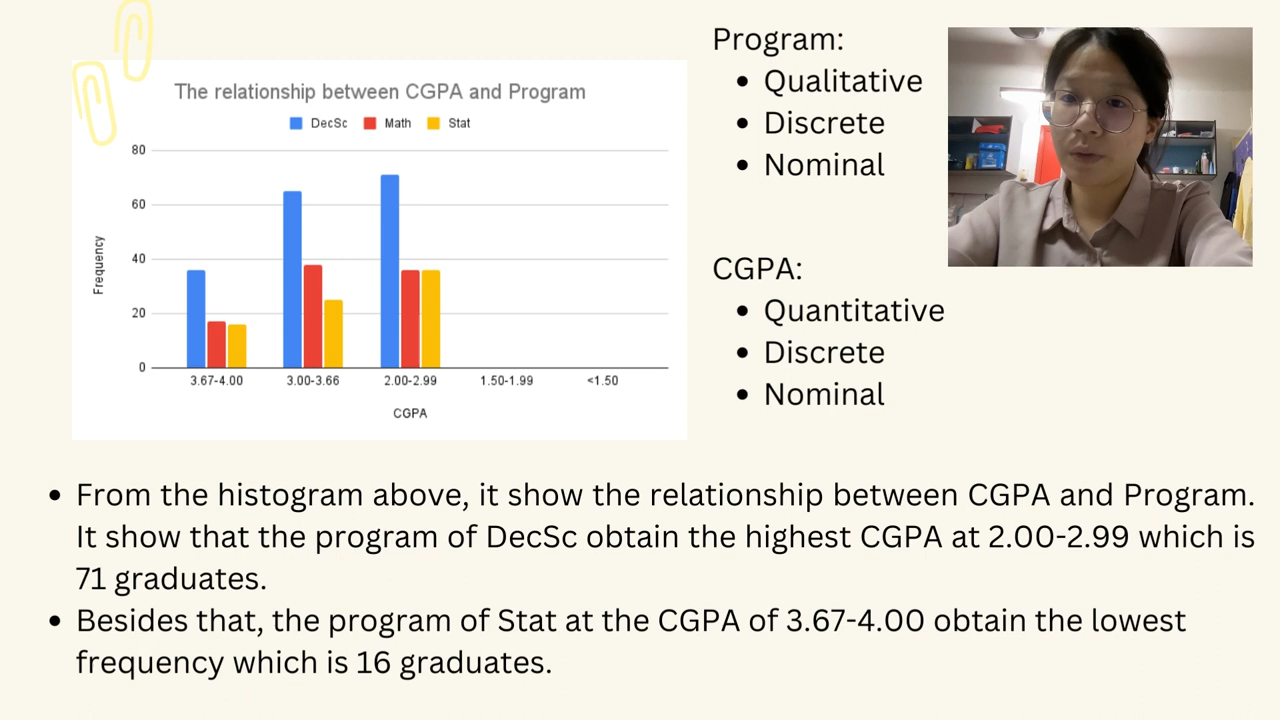 The relationship between CGPA and Program
DecSc Math Stat
80
60
40
20
0
Frequency
3.67-4.00 3.00-3.66 2.00-2.99 1.50-1.99 <1.50
CGPA
Program:
• Qualitative
• Discrete
• Nominal
CGPA:
• Quantitative
• Discrete
• Nominal
• From the histogram above, it show the relationship between CGPA and Program.
It show that the program of DecSc obtain the highest CGPA at 2.00-2.99 which is
71 graduates.
• Besides that, the program of Stat at the CGPA of 3.67-4.00 obtain the lowest
frequency which is 16 graduates.